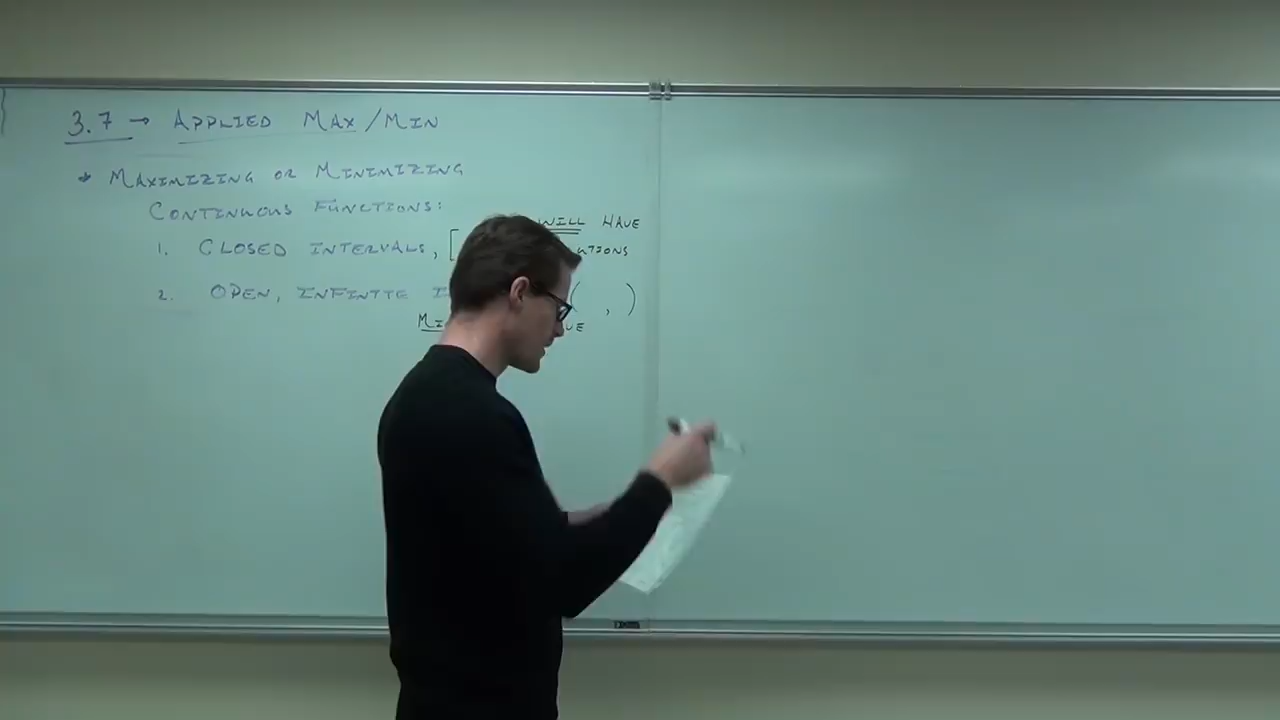 3.7 → APPLIED MAX/MIN
* MAXIMIZING OR MINIMIZING
CONTINUOUS FUNCTIONS:
WILL HAVE
1. CLOSED INTERVALS, [
2. OPEN, INFINITE ( , )